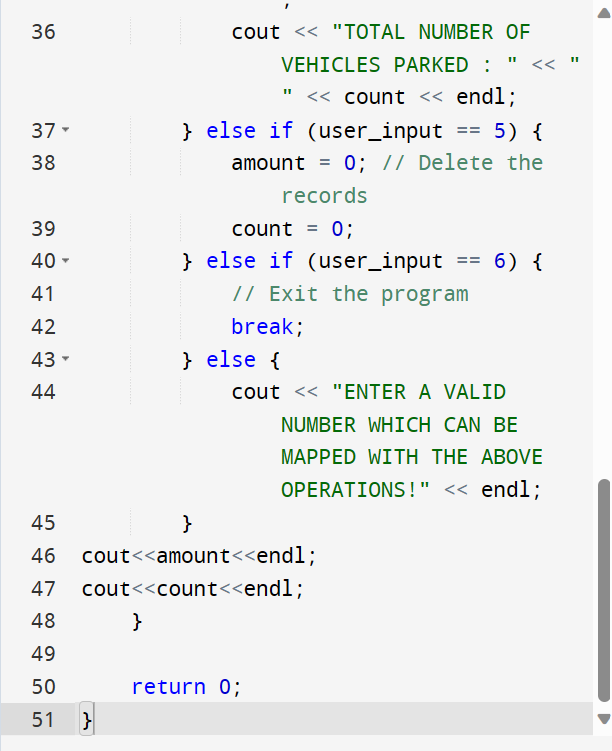 ;
36 cout << "TOTAL NUMBER OF
VEHICLES PARKED : " << "
" << count << endl;
37 } else if (user_input == 5) {
38 amount = 0; // Delete the
records
39 count = 0;
40 } else if (user_input == 6) {
41 // Exit the program
42 break;
43 } else {
44 cout << "ENTER A VALID
NUMBER WHICH CAN BE
MAPPED WITH THE ABOVE
OPERATIONS!" << endl;
45 }
46 cout<<amount<<endl;
47 cout<<count<<endl;
48 }
49
50 return 0;
51 }